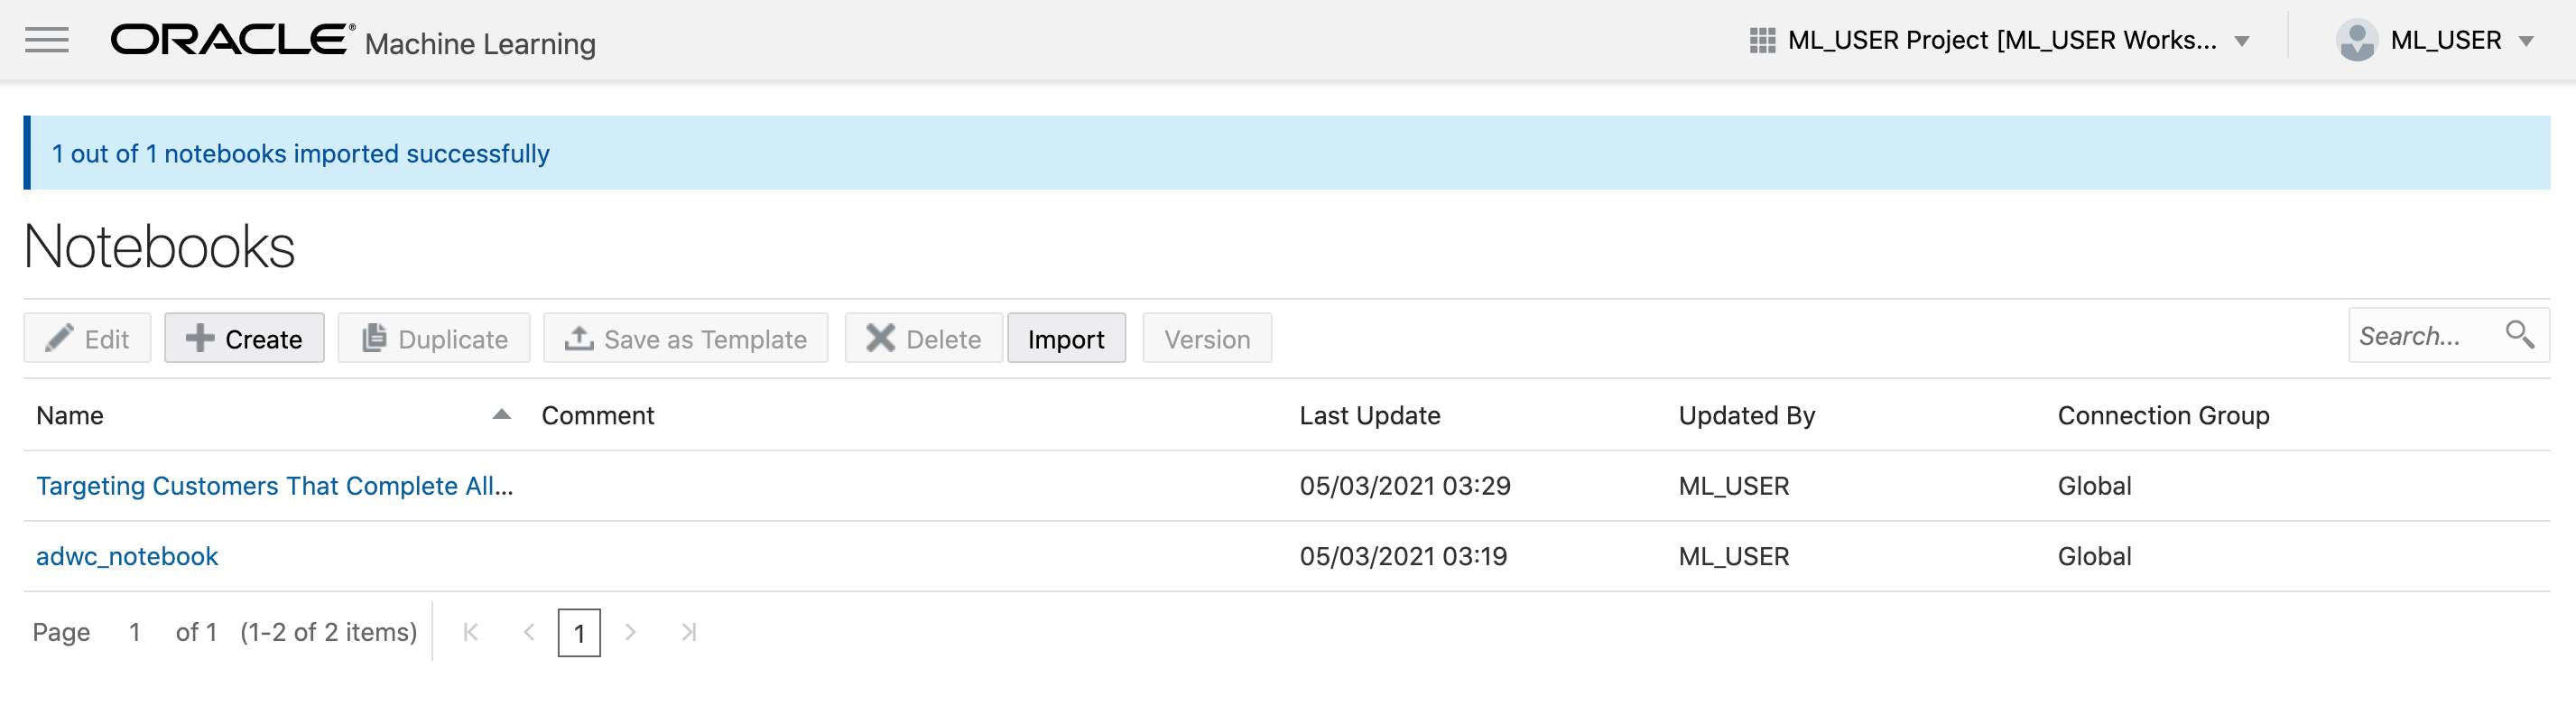 ORACLE® Machine Learning ML_USER Project [ML_USER Works... ML_USER
1 out of 1 notebooks imported successfully
Notebooks
Edit Create Duplicate Save as Template Delete Import Version Search...
Name Comment Last Update Updated By Connection Group
Targeting Customers That Complete All... 05/03/2021 03:29 ML_USER Global
adwc_notebook 05/03/2021 03:19 ML_USER Global
Page 1 of 1 (1-2 of 2 items) 1